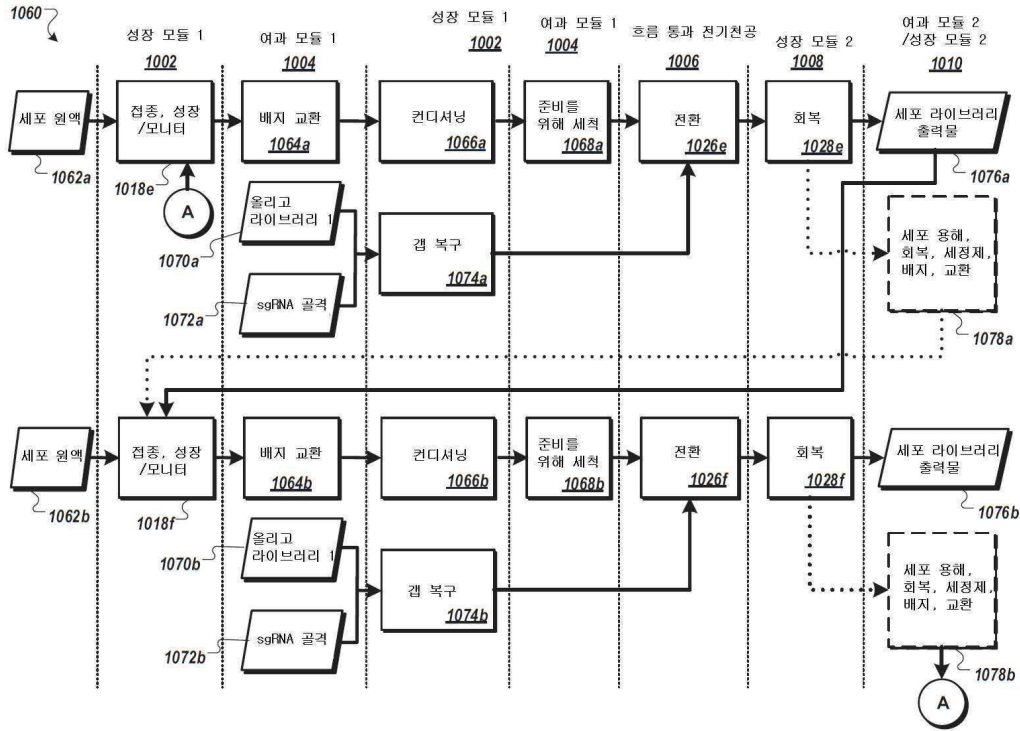 1060
성장 모듈 1
1002
여과 모듈 1
1004
성장 모듈 1
1002
여과 모듈 1
1004
흐름 통과 전기천공
1006
성장 모듈 2
1008
여과 모듈 2
/성장 모듈 2
1010
세포 원액
1062a
접종, 성장
/모니터
1018e
A
배지 교환
1064a
컨디셔닝
1066a
준비를
위해 세척
1068a
전환
1026e
회복
1028e
세포 라이브러리
출력물
1076a
올리고
라이브러리 1
1070a
sgRNA 골격
1072a
갭 복구
1074a
세포 용해,
회복, 세정제,
배지, 교환
1078a
세포 원액
1062b
접종, 성장
/모니터
1018f
배지 교환
1064b
컨디셔닝
1066b
준비를
위해 세척
1068b
전환
1026f
회복
1028f
세포 라이브러리
출력물
1076b
올리고
라이브러리 1
1070b
sgRNA 골격
1072b
갭 복구
1074b
세포 용해,
회복, 세정제,
배지, 교환
1078b
A